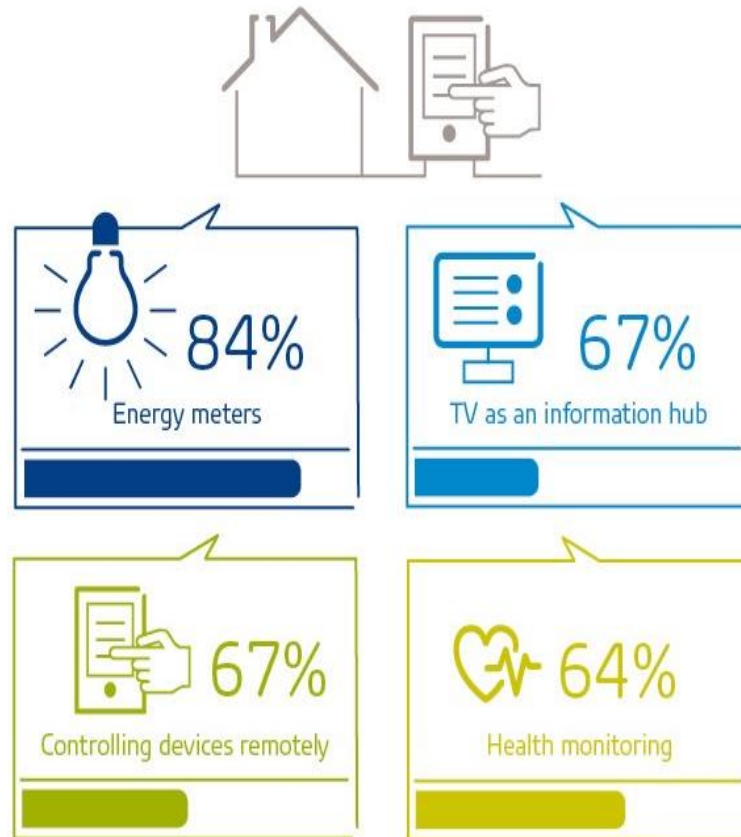 84%
Energy meters
67%
TV as an information hub
67%
Controlling devices remotely
64%
Health monitoring